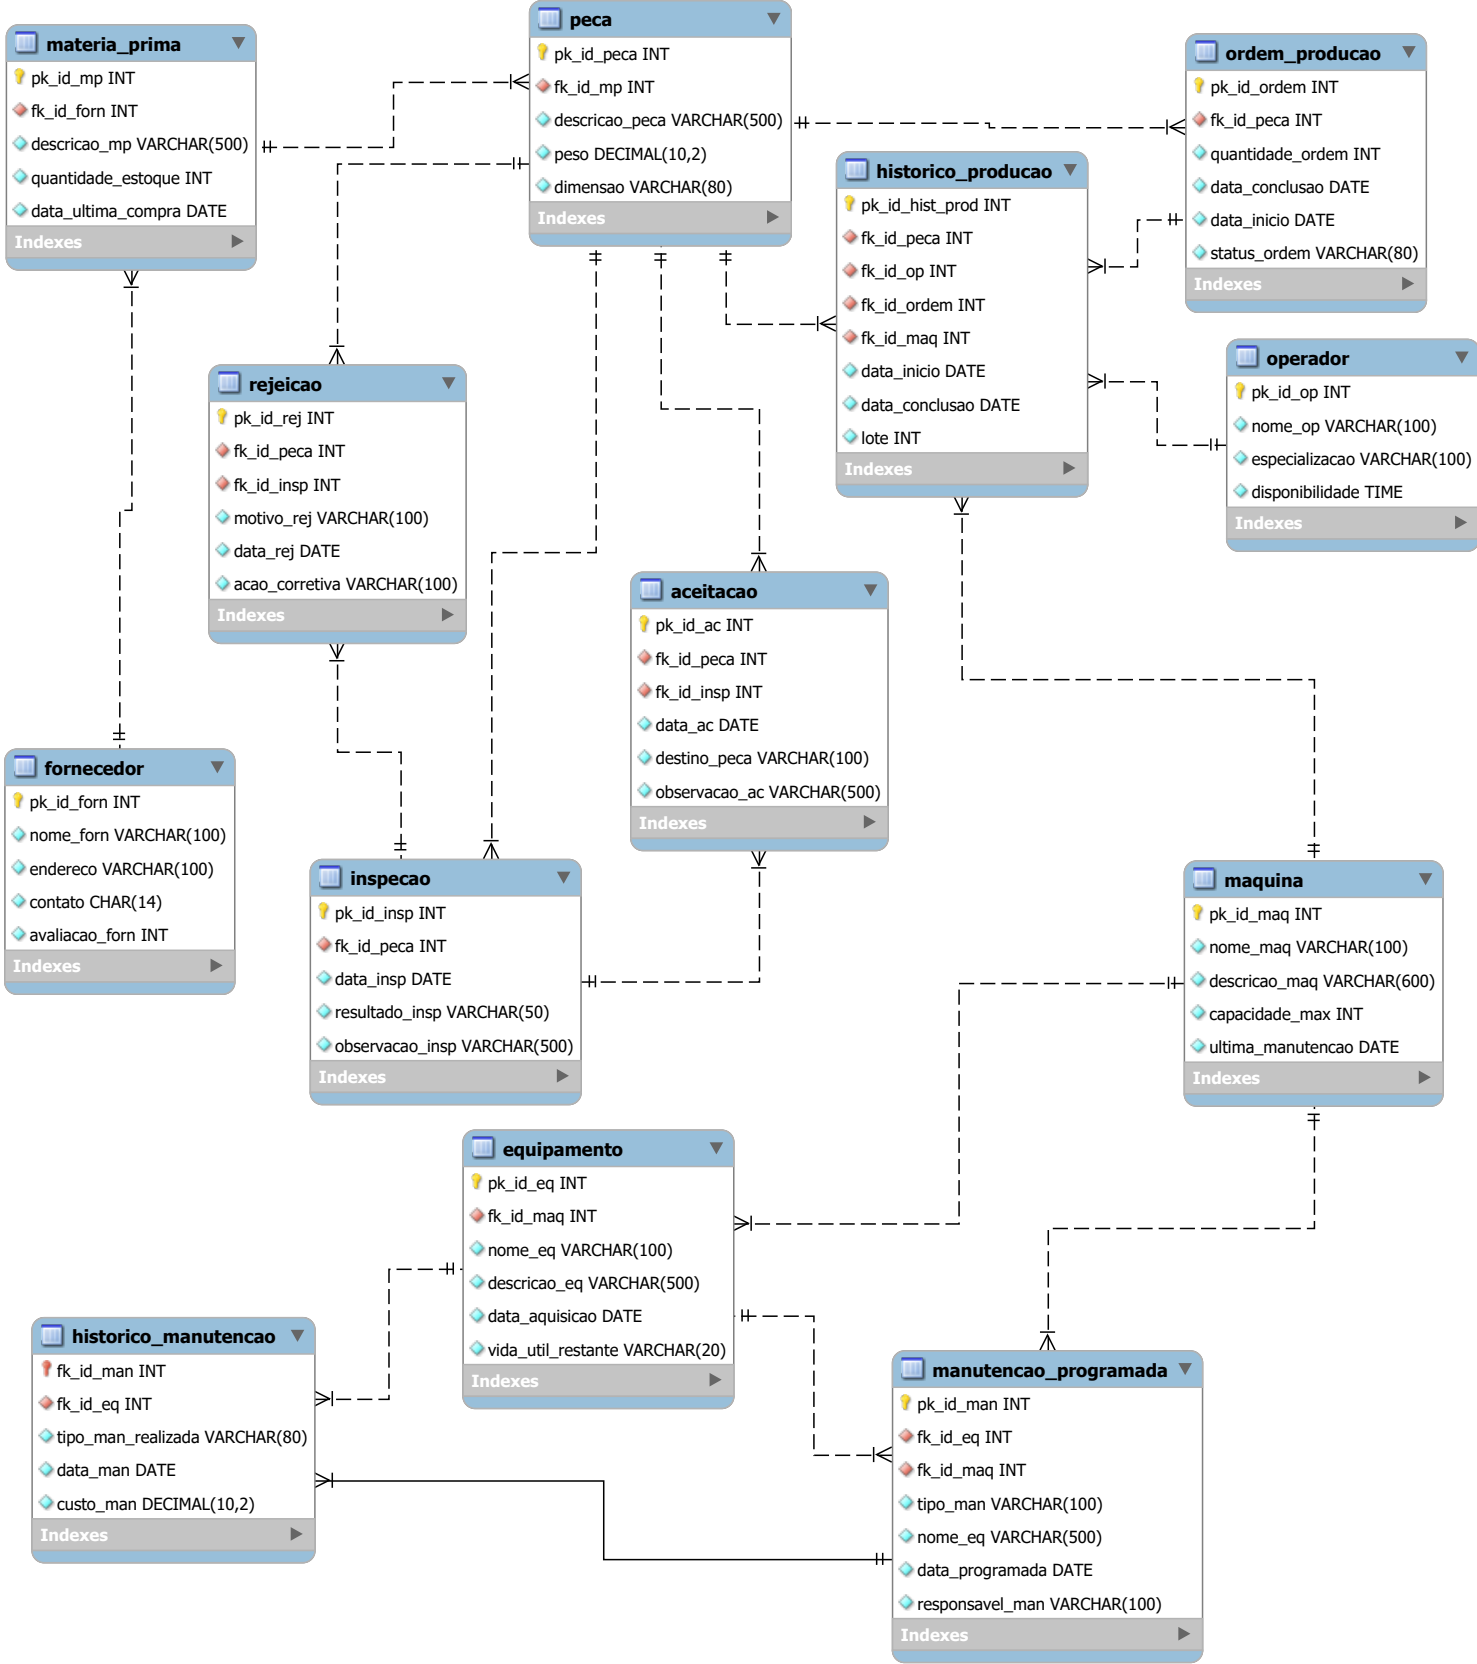 materia_prima
pk_id_mp INT
fk_id_forn INT
descricao_mp VARCHAR(500)
quantidade_estoque INT
data_ultima_compra DATE
Indexes
peca
pk_id_peca INT
fk_id_mp INT
descricao_peca VARCHAR(500)
peso DECIMAL(10,2)
dimensao VARCHAR(80)
Indexes
ordem_producao
pk_id_ordem INT
fk_id_peca INT
quantidade_ordem INT
data_conclusao DATE
data_inicio DATE
status_ordem VARCHAR(80)
Indexes
historico_producao
pk_id_hist_prod INT
fk_id_peca INT
fk_id_op INT
fk_id_ordem INT
fk_id_maq INT
data_inicio DATE
data_conclusao DATE
lote INT
Indexes
operador
pk_id_op INT
nome_op VARCHAR(100)
especializacao VARCHAR(100)
disponibilidade TIME
Indexes
rejeicao
pk_id_rej INT
fk_id_peca INT
fk_id_insp INT
motivo_rej VARCHAR(100)
data_rej DATE
acao_corretiva VARCHAR(100)
Indexes
aceitacao
pk_id_ac INT
fk_id_peca INT
fk_id_insp INT
data_ac DATE
destino_peca VARCHAR(100)
observacao_ac VARCHAR(500)
Indexes
fornecedor
pk_id_forn INT
nome_forn VARCHAR(100)
endereco VARCHAR(100)
contato CHAR(14)
avaliacao_forn INT
Indexes
inspecao
pk_id_insp INT
fk_id_peca INT
data_insp DATE
resultado_insp VARCHAR(50)
observacao_insp VARCHAR(500)
Indexes
maquina
pk_id_maq INT
nome_maq VARCHAR(100)
descricao_maq VARCHAR(600)
capacidade_max INT
ultima_manutencao DATE
Indexes
equipamento
pk_id_eq INT
fk_id_maq INT
nome_eq VARCHAR(100)
descricao_eq VARCHAR(500)
data_aquisicao DATE
vida_util_restante VARCHAR(20)
Indexes
historico_manutencao
fk_id_man INT
fk_id_eq INT
tipo_man_realizada VARCHAR(80)
data_man DATE
custo_man DECIMAL(10,2)
Indexes
manutencao_programada
pk_id_man INT
fk_id_eq INT
fk_id_maq INT
tipo_man VARCHAR(100)
nome_eq VARCHAR(500)
data_programada DATE
responsavel_man VARCHAR(100)
Indexes